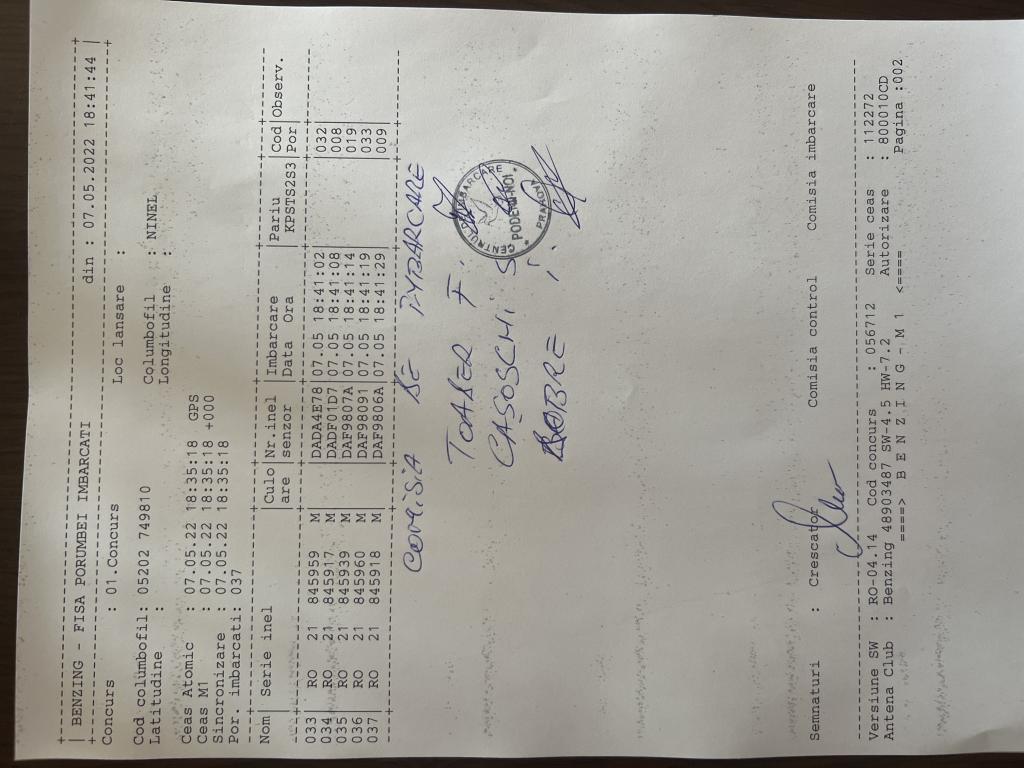 | BENZING - FISA PORUMBEI IMBARCATI din : 07.05.2022 18:41:44 |
Concurs : 01.Concurs Loc lansare :
Cod columbofil: 05202 749810 Columbofil : NINEL
Latitudine : Longitudine :
Ceas Atomic : 07.05.22 18:35:18 GPS
Ceas M1 : 07.05.22 18:35:18 +000
Sincronizare : 07.05.22 18:35:18
Por. imbarcati: 037
Nom| Serie inel |Culo|Nr.inel |Imbarcare |Pariu |Cod|Observ.
|are |senzor |Data Ora |KPSTS2S3|Por|
033 RO 21 845959 M |DADA4E78|07.05 18:41:02| |032|
034 RO 21 845917 M |DADF01D7|07.05 18:41:08| |008|
035 RO 21 845939 M |DAF9807A|07.05 18:41:14| |019|
036 RO 21 845960 M |DAF98091|07.05 18:41:19| |033|
037 RO 21 845918 M |DAF9806A|07.05 18:41:29| |009|
COMISIA DE IMBARCARE
TOADER F.
CASOSCHI S
DOBRE I.
CENTRUL DE IMBARCARE
PODENII-NOI
PRAHOVA
Semnaturi : Crescator Comisia control Comisia imbarcare
Versiune SW : RO-04.14 Cod concurs : 056712 Serie ceas : 112272
Antena Club : Benzing 48903487 SW-4.5 HW-7.2 Autorizare : 800010CD
====> B E N Z I N G - M 1 <==== Pagina :002